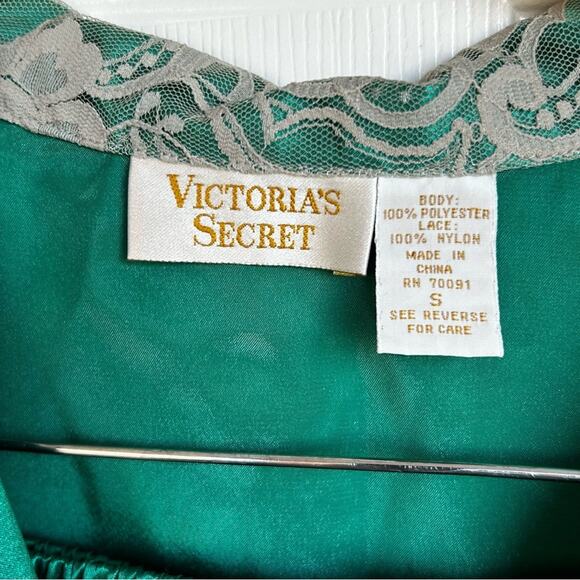 VICTORIA'S
SECRET
BODY:
100% POLYESTER
LACE:
100% NYLON
MADE IN
CHINA
RN 70091
S
SEE REVERSE
FOR CARE